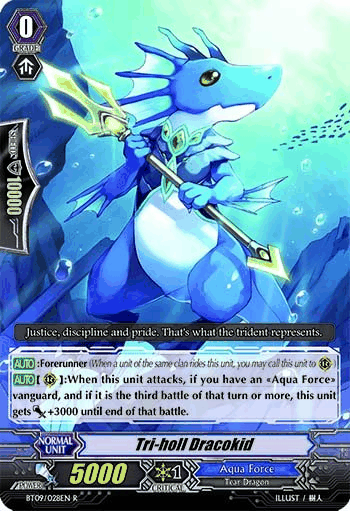 0
GRADE
SHIELD
10000
Justice, discipline and pride. That's what the trident represents.
AUTO :Forerunner (When a unit of the same clan rides this unit, you may call this unit to RC)
AUTO [RC]:When this unit attacks, if you have an «Aqua Force»
vanguard, and if it is the third battle of that turn or more, this unit
gets +3000 until end of that battle.
NORMAL
UNIT
Tri-holl Dracokid
POWER
5000
1
CRITICAL
Aqua Force
Tear Dragon
BT09/028EN R
ILLUST / 樹人